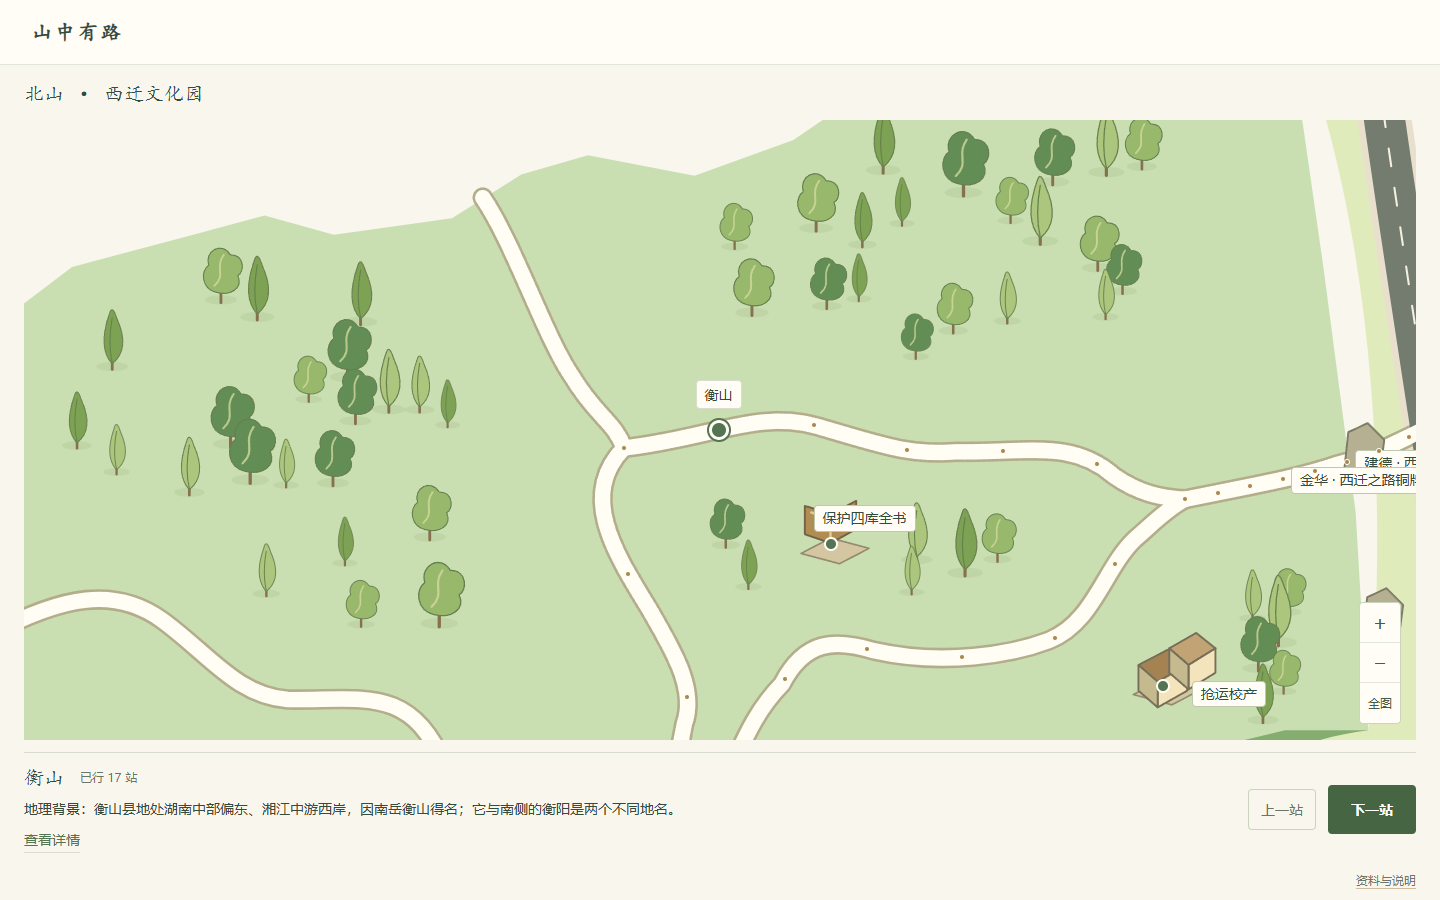 山中有路
北山 • 西迁文化园
衡山
建德 · 西
金华 · 西迁之路铜牌
保护四库全书
抢运校产
+
−
全图
衡山 已行 17 站
地理背景：衡山县地处湖南中部偏东、湘江中游西岸，因南岳衡山得名；它与南侧的衡阳是两个不同地名。
查看详情
上一站
下一站
资料与说明